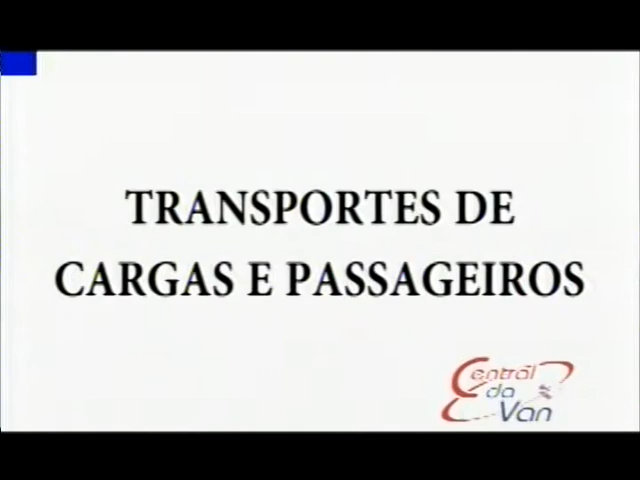 TRANSPORTES DE
CARGAS E PASSAGEIROS
Central
da
Van